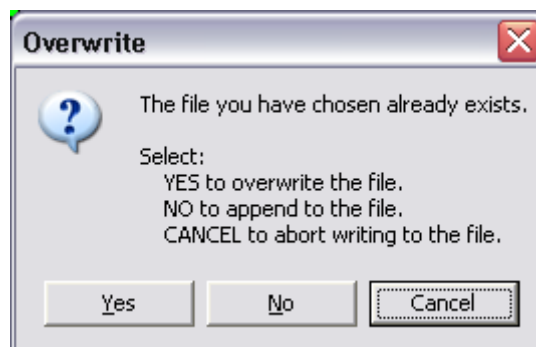 Overwrite
The file you have chosen already exists.
Select:
YES to overwrite the file.
NO to append to the file.
CANCEL to abort writing to the file.
Yes
No
Cancel